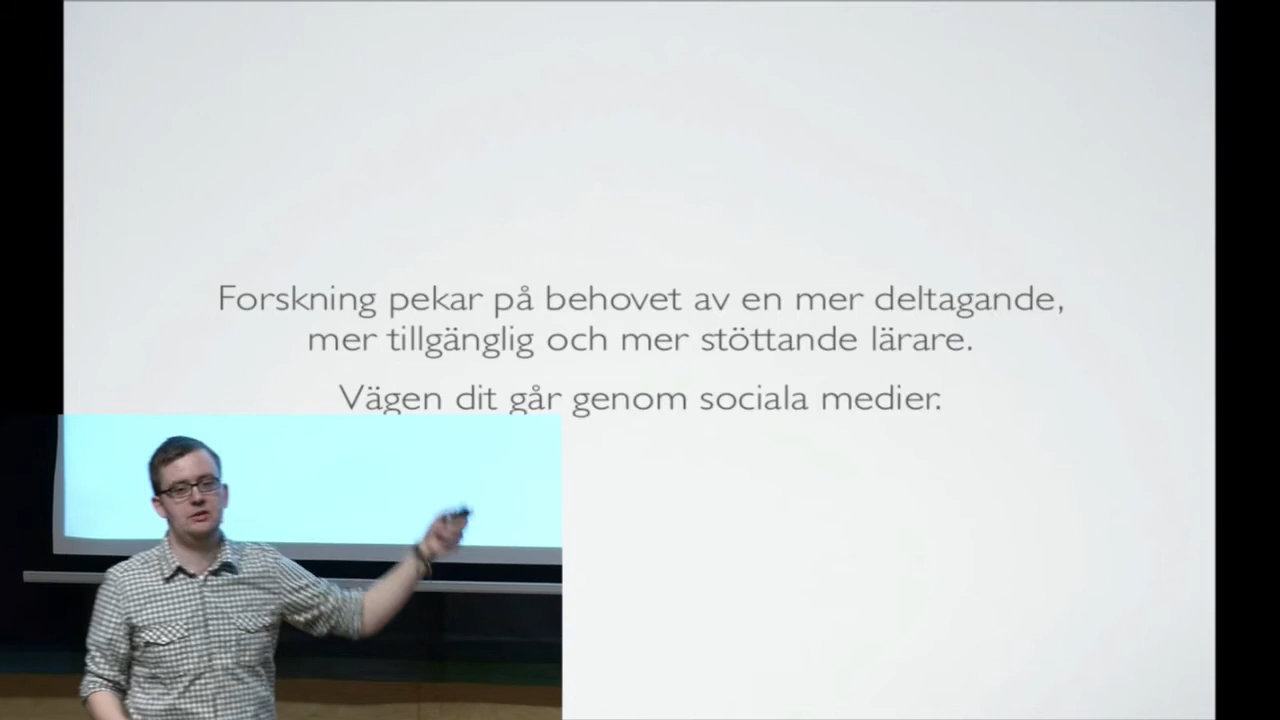 Forskning pekar på behovet av en mer deltagande,
mer tillgänglig och mer stöttande lärare.
Vägen dit går genom sociala medier.